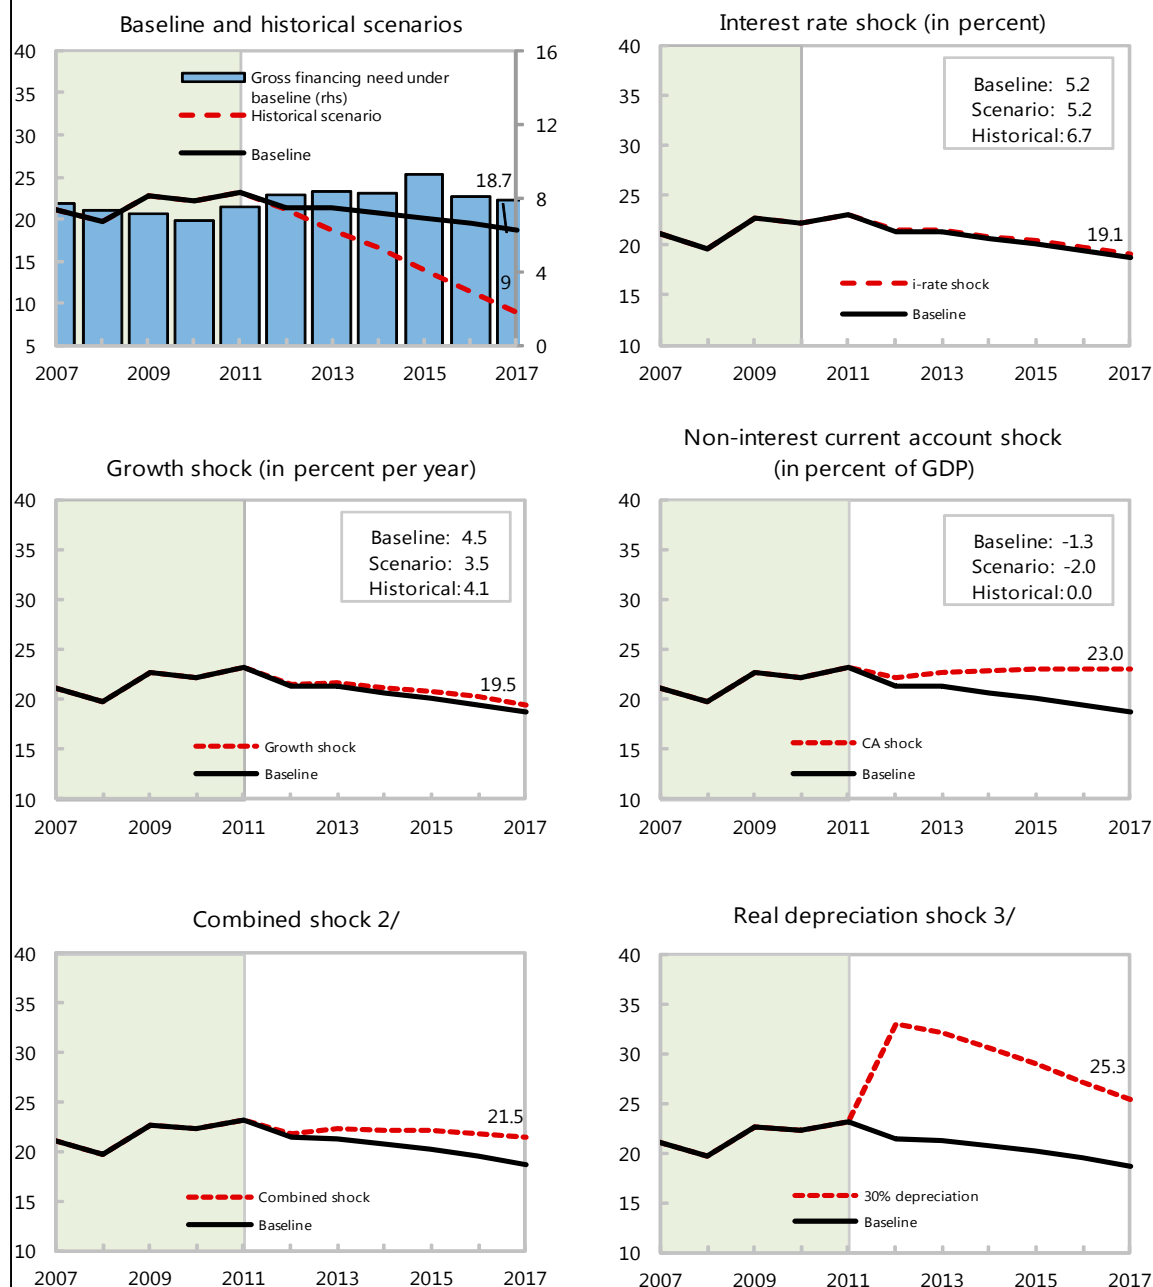 Baseline and historical scenarios
40
35
30
25
20
15
10
5
16
12
8
4
0
Gross financing need under
baseline (rhs)
Historical scenario
Baseline
18.7
9
2007 2009 2011 2013 2015 2017
Interest rate shock (in percent)
40
35
30
25
20
15
10
Baseline: 5.2
Scenario: 5.2
Historical: 6.7
19.1
i-rate shock
Baseline
2007 2009 2011 2013 2015 2017
Growth shock (in percent per year)
40
35
30
25
20
15
10
Baseline: 4.5
Scenario: 3.5
Historical: 4.1
19.5
Growth shock
Baseline
2007 2009 2011 2013 2015 2017
Non-interest current account shock
(in percent of GDP)
40
35
30
25
20
15
10
Baseline: -1.3
Scenario: -2.0
Historical: 0.0
23.0
CA shock
Baseline
2007 2009 2011 2013 2015 2017
Combined shock 2/
40
35
30
25
20
15
10
21.5
Combined shock
Baseline
2007 2009 2011 2013 2015 2017
Real depreciation shock 3/
40
35
30
25
20
15
10
25.3
30% depreciation
Baseline
2007 2009 2011 2013 2015 2017